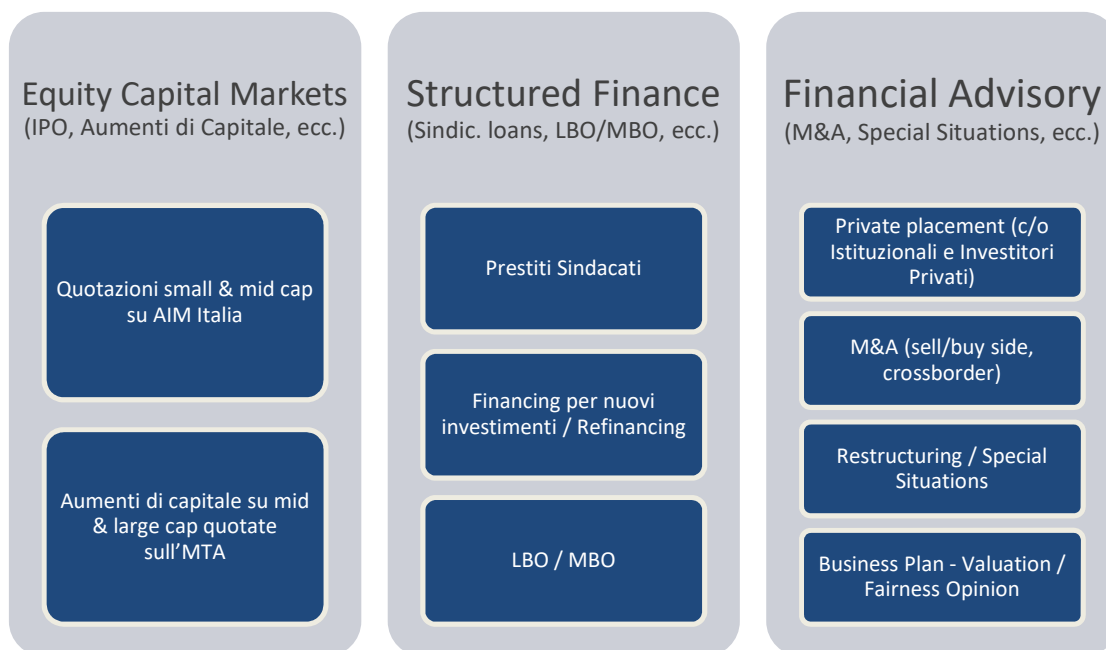 Equity Capital Markets
(IPO, Aumenti di Capitale, ecc.)
Quotazioni small & mid cap
su AIM Italia
Aumenti di capitale su mid
& large cap quotate
sull’MTA
Structured Finance
(Sindic. loans, LBO/MBO, ecc.)
Prestiti Sindacati
Financing per nuovi
investimenti / Refinancing
LBO / MBO
Financial Advisory
(M&A, Special Situations, ecc.)
Private placement (c/o
Istituzionali e Investitori
Privati)
M&A (sell/buy side,
crossborder)
Restructuring / Special
Situations
Business Plan - Valuation /
Fairness Opinion